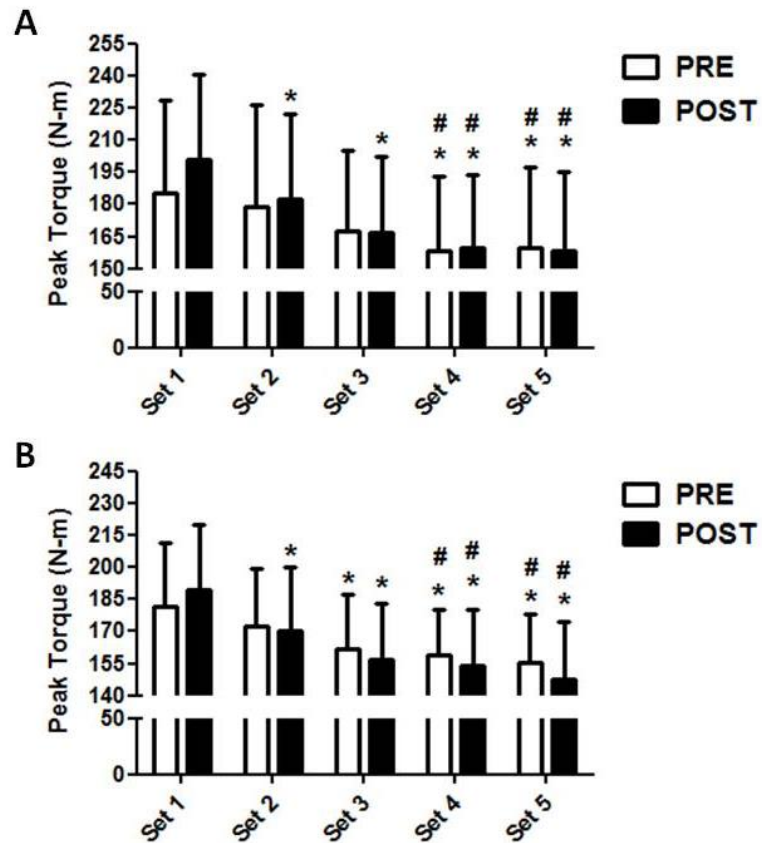 A
Peak Torque (N-m)
255
240
225
210
195
180
165
150
50
0
* * # # # #
* * * *
PRE
POST
Set 1 Set 2 Set 3 Set 4 Set 5
B
Peak Torque (N-m)
245
230
215
200
185
170
155
140
50
0
* # # # #
* * * * * *
PRE
POST
Set 1 Set 2 Set 3 Set 4 Set 5